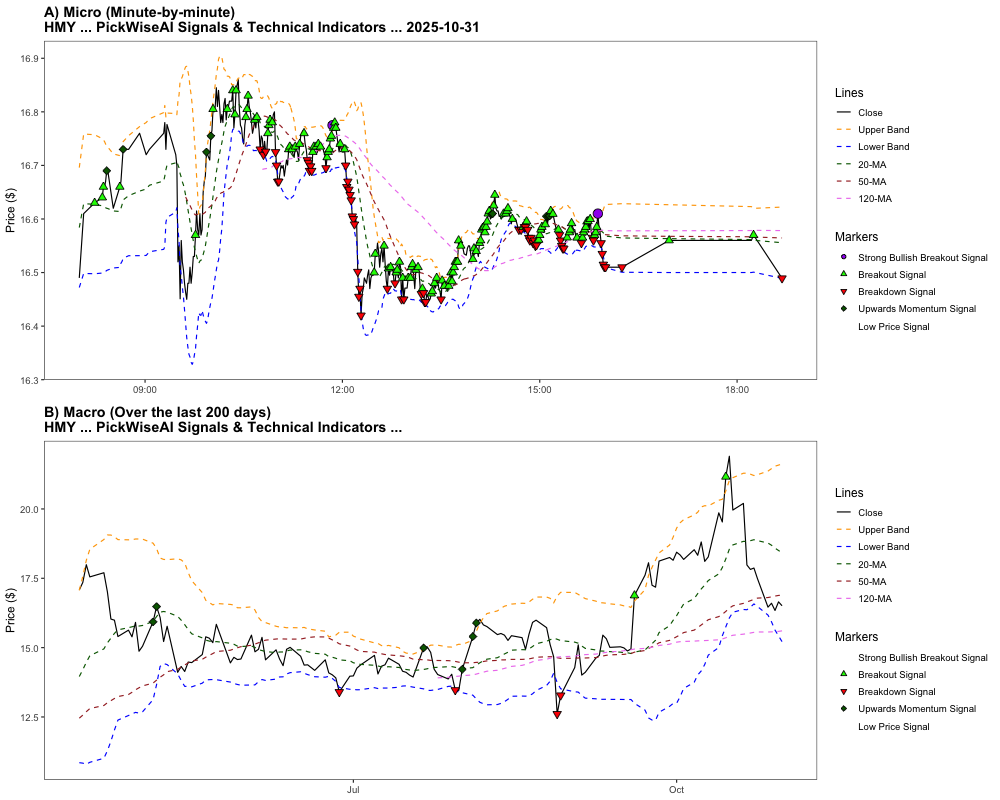 A) Micro (Minute-by-minute)
HMY ... PickWiseAI Signals & Technical Indicators ... 2025-10-31
Price ($)
16.9
16.8
16.7
16.6
16.5
16.4
16.3
09:00
12:00
15:00
18:00
Lines
Close
Upper Band
Lower Band
20-MA
50-MA
120-MA
Markers
Strong Bullish Breakout Signal
Breakout Signal
Breakdown Signal
Upwards Momentum Signal
Low Price Signal
B) Macro (Over the last 200 days)
HMY ... PickWiseAI Signals & Technical Indicators ...
Price ($)
20.0
17.5
15.0
12.5
Jul
Oct
Lines
Close
Upper Band
Lower Band
20-MA
50-MA
120-MA
Markers
Strong Bullish Breakout Signal
Breakout Signal
Breakdown Signal
Upwards Momentum Signal
Low Price Signal